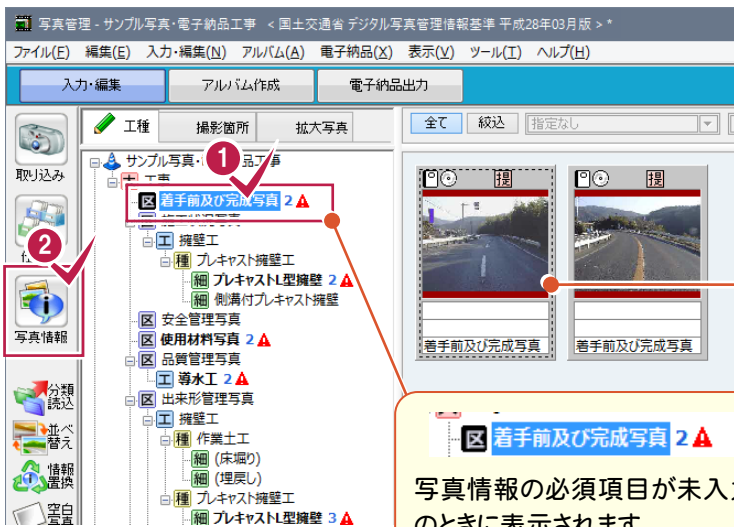 写真管理 - サンプル写真・電子納品工事 < 国土交通省 デジタル写真管理情報基準 平成28年03月版 > *
ファイル(F) 編集(E) 入力・編集(N) アルバム(A) 電子納品(X) 表示(V) ツール(T) ヘルプ(H)
入力・編集 アルバム作成 電子納品出力
工種 撮影箇所 拡大写真
全て 絞込 指定なし
取り込み
写真情報
分類読込
並べ替え
情報置換
空白写真
1
2
サンプル写真・ 品工事
工事
区 着手前及び完成写真 2
区
工 擁壁工
種 プレキャスト擁壁工
細 プレキャストL型擁壁 2
細 側溝付プレキャスト擁壁
区 安全管理写真
区 使用材料写真 2
区 品質管理写真
工 導水工 2
区 出来形管理写真
工 擁壁工
種 作業土工
細 (床堀り)
細 (埋戻し)
種 プレキャスト擁壁工
細 プレキャストL型擁壁 3
提
提
着手前及び完成写真
着手前及び完成写真
区 着手前及び完成写真 2
写真情報の必須項目が未入
のときに表示されます